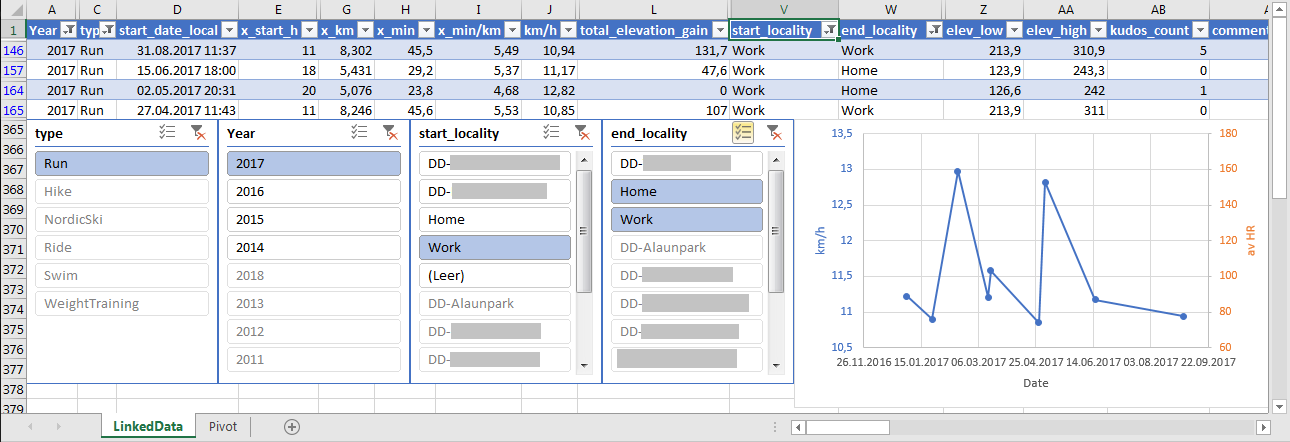 A C D E G H I J L V W Z AA AB A
1 Year typ start_date_local x_start_h x_km x_min x_min/km km/h total_elevation_gain start_locality end_locality elev_low elev_high kudos_count comment
146 2017 Run 31.08.2017 11:37 11 8,302 45,5 5,49 10,94 131,7 Work Work 213,9 310,9 5
157 2017 Run 15.06.2017 18:00 18 5,431 29,2 5,37 11,17 47,6 Work Home 123,9 243,3 0
164 2017 Run 02.05.2017 20:31 20 5,076 23,8 4,68 12,82 0 Work Home 126,6 242 1
165 2017 Run 27.04.2017 11:43 11 8,246 45,6 5,53 10,85 107 Work Work 213,9 311 0
365
366
367
368
369
370
371
372
373
374
375
376
377
378
379
type
Run
Hike
NordicSki
Ride
Swim
WeightTraining
Year
2017
2016
2015
2014
2018
2013
2012
2011
start_locality
DD-
DD-
Home
Work
(Leer)
DD-Alaunpark
DD-
DD-
end_locality
DD-
Home
Work
DD-Alaunpark
DD-
DD-
DD-
13,5
13
12,5
12
11,5
11
10,5
km/h
180
160
140
120
100
80
60
av HR
26.11.2016 15.01.2017 06.03.2017 25.04.2017 14.06.2017 03.08.2017 22.09.2017
Date
LinkedData Pivot